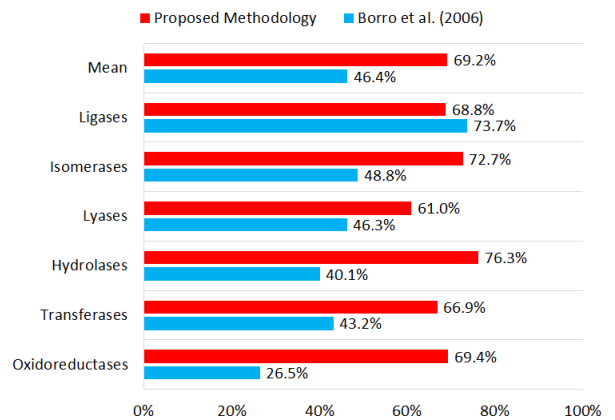 Proposed Methodology Borro et al. (2006)
Mean 69.2%
46.4%
Ligases 68.8%
73.7%
Isomerases 72.7%
48.8%
Lyases 61.0%
46.3%
Hydrolases 76.3%
40.1%
Transferases 66.9%
43.2%
Oxidoreductases 69.4%
26.5%
0% 20% 40% 60% 80% 100%